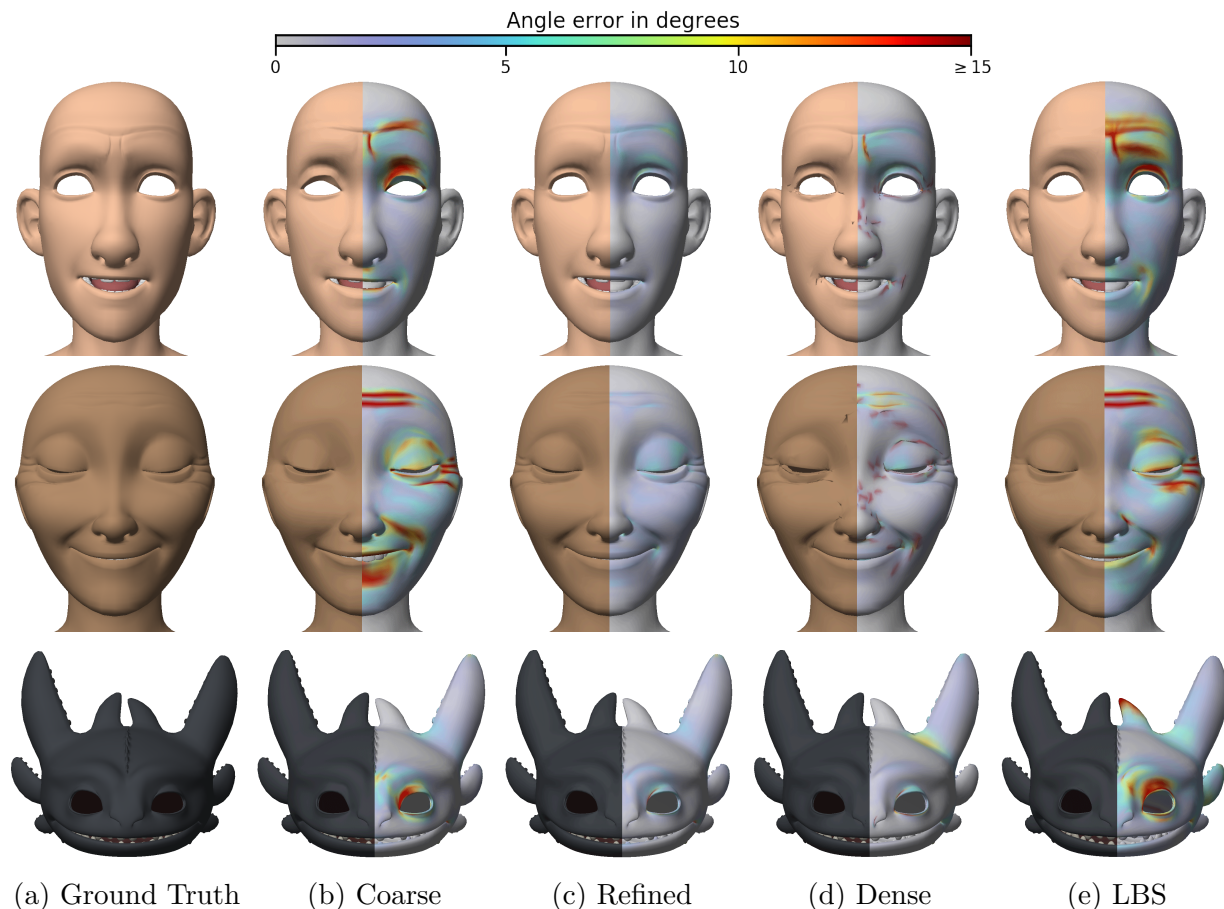 Angle error in degrees
0 5 10 ≥ 15
(a) Ground Truth (b) Coarse (c) Refined (d) Dense (e) LBS